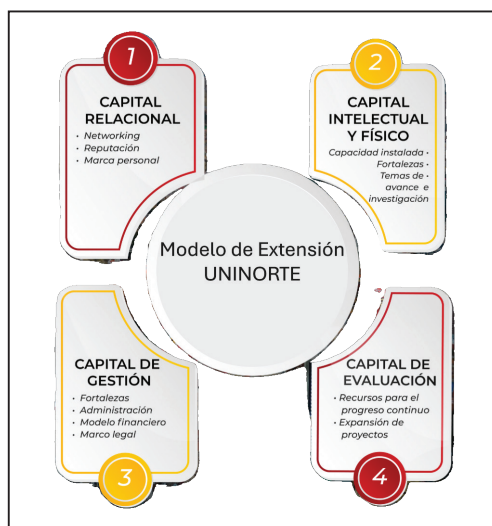 1
CAPITAL
RELACIONAL
• Networking
• Reputación
• Marca personal
2
CAPITAL
INTELECTUAL
Y FÍSICO
Capacidad instalada •
Fortalezas •
Temas de •
avance e
investigación
Modelo de Extensión
UNINORTE
CAPITAL DE
GESTIÓN
• Fortalezas
• Administración
• Modelo financiero
• Marco legal
3
CAPITAL DE
EVALUACIÓN
• Recursos para el
progreso continuo
• Expansión de
proyectos
4